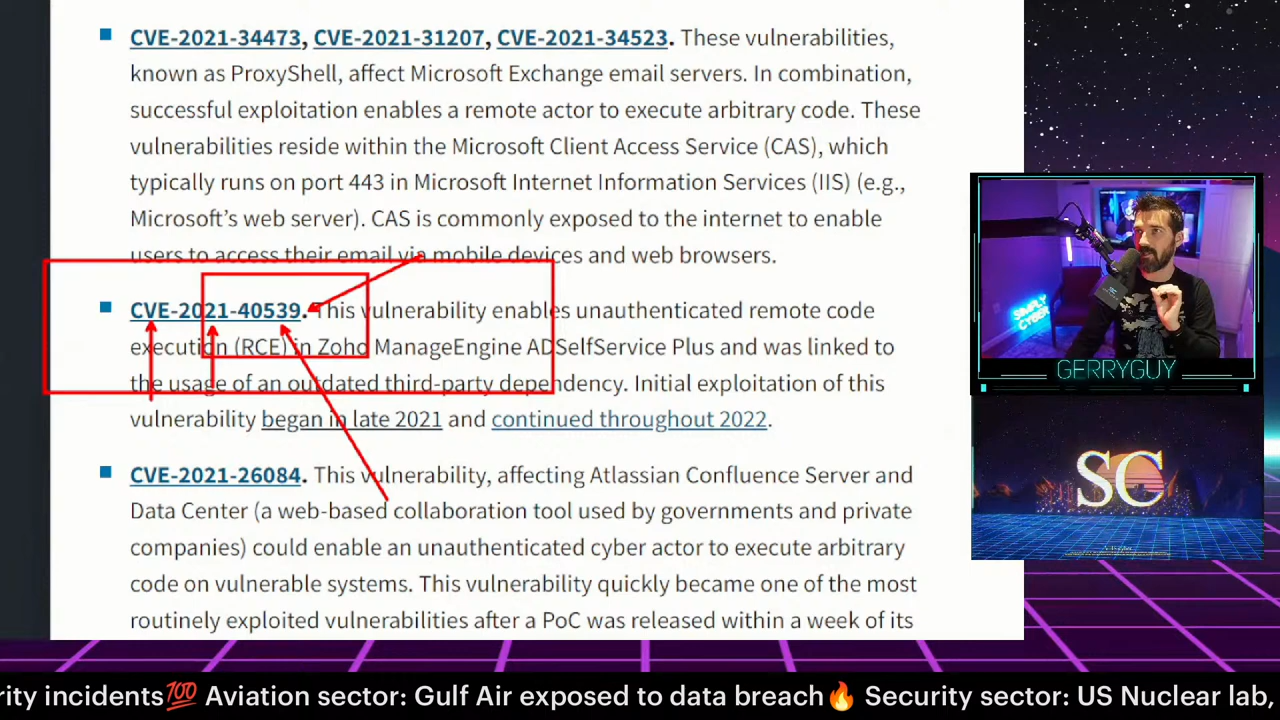 CVE-2021-34473, CVE-2021-31207, CVE-2021-34523. These vulnerabilities,
known as ProxyShell, affect Microsoft Exchange email servers. In combination,
successful exploitation enables a remote actor to execute arbitrary code. These
vulnerabilities reside within the Microsoft Client Access Service (CAS), which
typically runs on port 443 in Microsoft Internet Information Services (IIS) (e.g.,
Microsoft’s web server). CAS is commonly exposed to the internet to enable
users to access their email via mobile devices and web browsers.
CVE-2021-40539. This vulnerability enables unauthenticated remote code
execution (RCE) in Zoho ManageEngine ADSelfService Plus and was linked to
the usage of an outdated third-party dependency. Initial exploitation of this
vulnerability began in late 2021 and continued throughout 2022.
CVE-2021-26084. This vulnerability, affecting Atlassian Confluence Server and
Data Center (a web-based collaboration tool used by governments and private
companies) could enable an unauthenticated cyber actor to execute arbitrary
code on vulnerable systems. This vulnerability quickly became one of the most
routinely exploited vulnerabilities after a PoC was released within a week of its
SIMPLY
CYBER
GERRYGUY
SC
rity incidents💯 Aviation sector: Gulf Air exposed to data breach🔥 Security sector: US Nuclear lab,